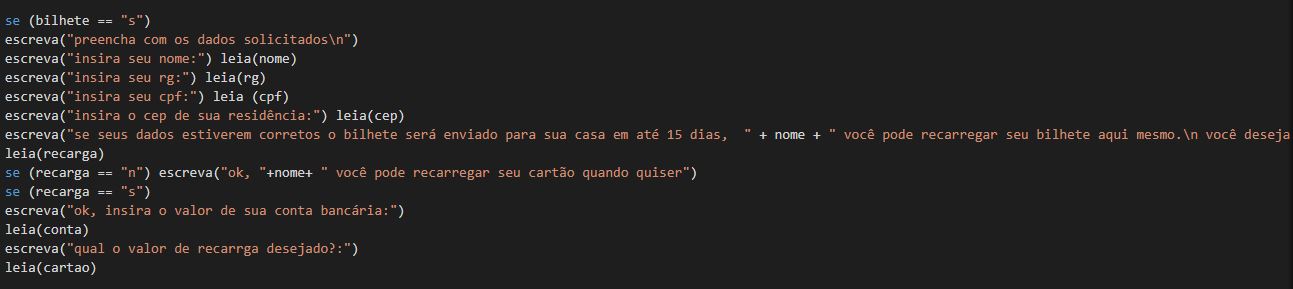 se (bilhete == "s")
escreva("preencha com os dados solicitados\n")
escreva("insira seu nome:") leia(nome)
escreva("insira seu rg:") leia(rg)
escreva("insira seu cpf:") leia (cpf)
escreva("insira o cep de sua residência:") leia(cep)
escreva("se seus dados estiverem corretos o bilhete será enviado para sua casa em até 15 dias,  " + nome + " você pode recarregar seu bilhete aqui mesmo.\n você deseja
leia(recarga)
se (recarga == "n") escreva("ok, "+nome+ " você pode recarregar seu cartão quando quiser")
se (recarga == "s")
escreva("ok, insira o valor de sua conta bancária:")
leia(conta)
escreva("qual o valor de recarrga desejado?:")
leia(cartao)